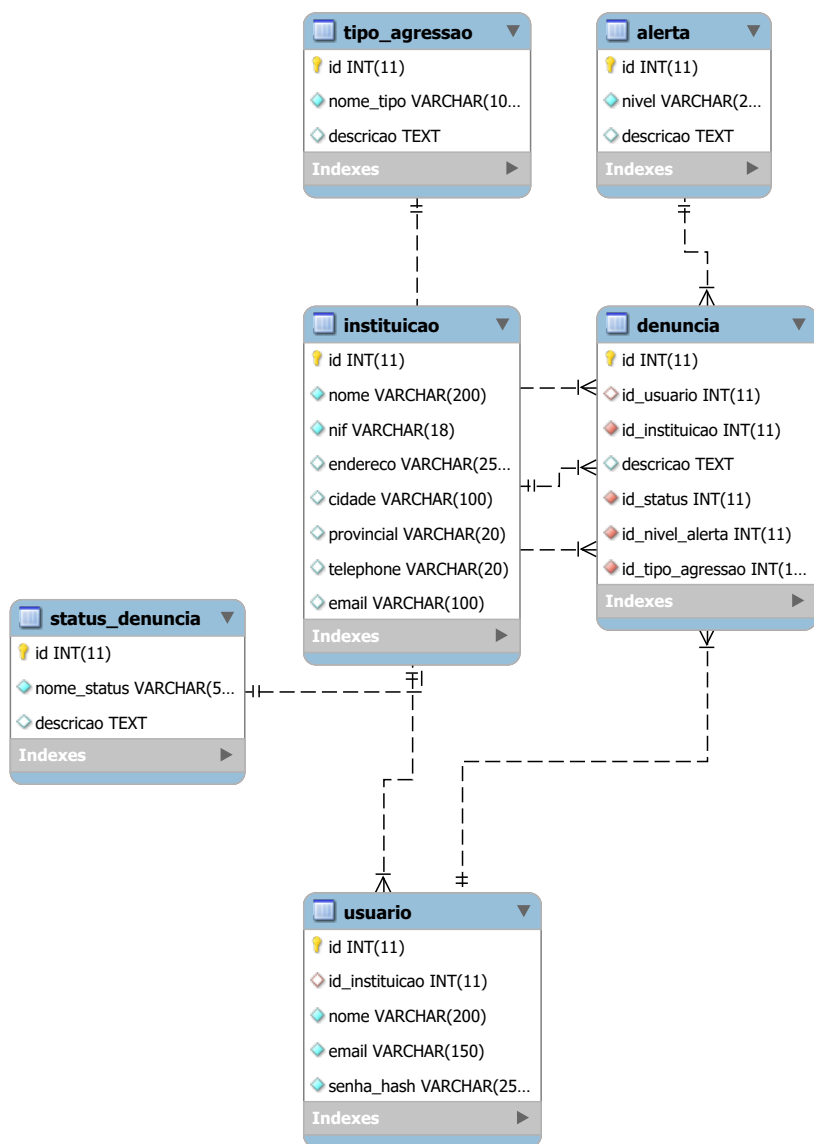 tipo_agressao
id INT(11)
nome_tipo VARCHAR(10...
descricao TEXT
Indexes
alerta
id INT(11)
nivel VARCHAR(2...
descricao TEXT
Indexes
instituicao
id INT(11)
nome VARCHAR(200)
nif VARCHAR(18)
endereco VARCHAR(25...
cidade VARCHAR(100)
provincial VARCHAR(20)
telephone VARCHAR(20)
email VARCHAR(100)
Indexes
denuncia
id INT(11)
id_usuario INT(11)
id_instituicao INT(11)
descricao TEXT
id_status INT(11)
id_nivel_alerta INT(11)
id_tipo_agressao INT(1...
Indexes
status_denuncia
id INT(11)
nome_status VARCHAR(5...
descricao TEXT
Indexes
usuario
id INT(11)
id_instituicao INT(11)
nome VARCHAR(200)
email VARCHAR(150)
senha_hash VARCHAR(25...
Indexes